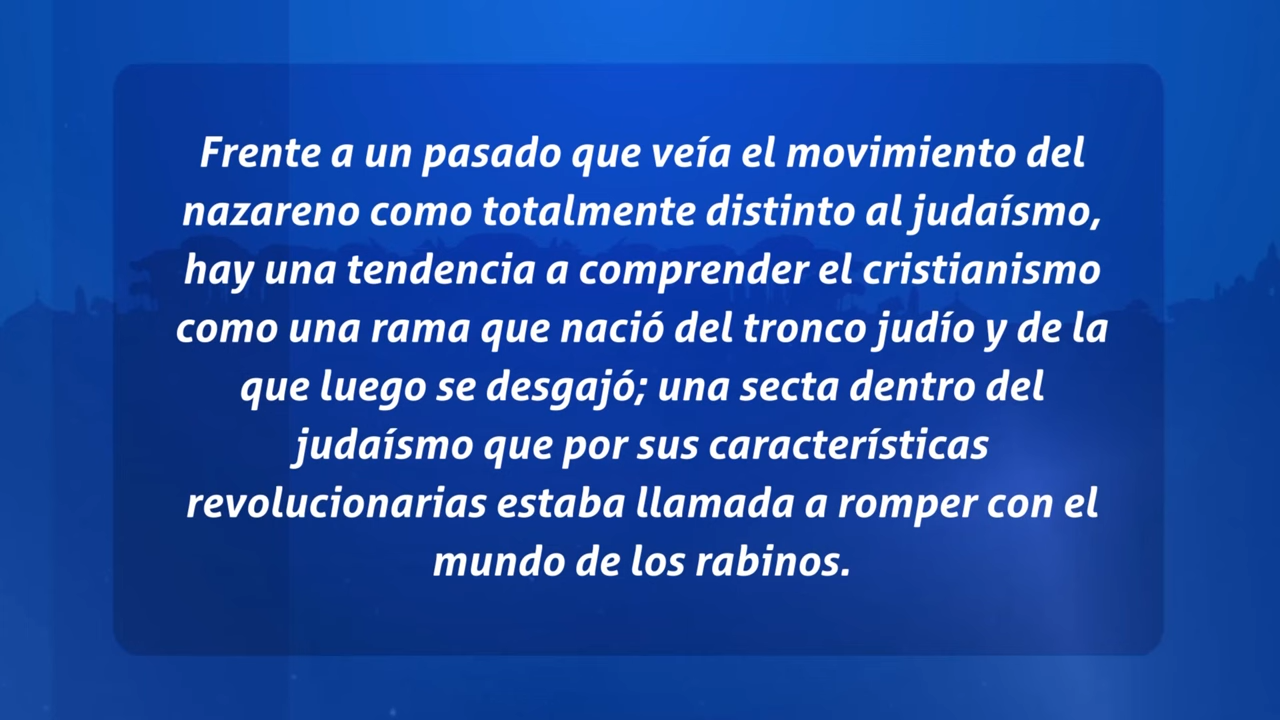 Frente a un pasado que veía el movimiento del
nazareno como totalmente distinto al judaísmo,
hay una tendencia a comprender el cristianismo
como una rama que nació del tronco judío y de la
que luego se desgajó; una secta dentro del
judaísmo que por sus características
revolucionarias estaba llamada a romper con el
mundo de los rabinos.